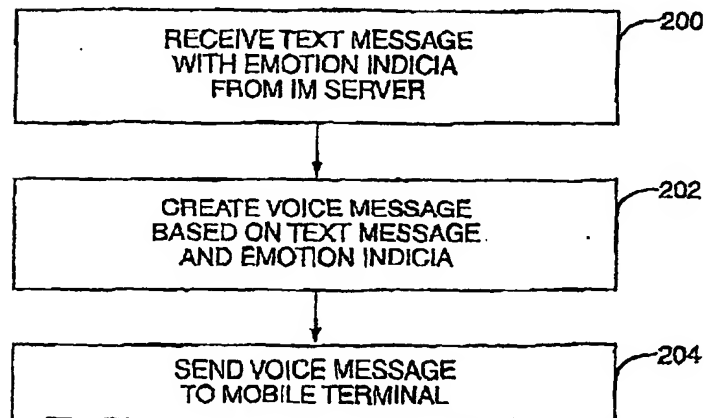 RECEIVE TEXT MESSAGE
WITH EMOTION INDICIA
FROM IM SERVER
200
CREATE VOICE MESSAGE
BASED ON TEXT MESSAGE
AND EMOTION INDICIA
202
SEND VOICE MESSAGE
TO MOBILE TERMINAL
204